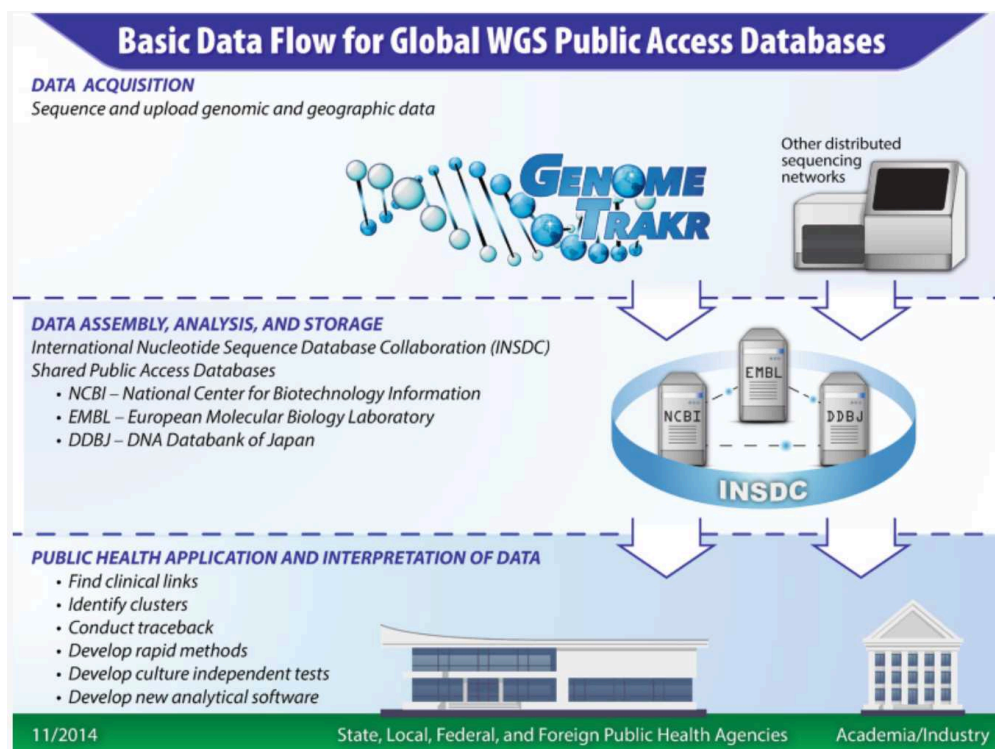 Basic Data Flow for Global WGS Public Access Databases
DATA ACQUISITION
Sequence and upload genomic and geographic data
Other distributed
sequencing
networks
GENOME
TRAKR
DATA ASSEMBLY, ANALYSIS, AND STORAGE
International Nucleotide Sequence Database Collaboration (INSDC)
Shared Public Access Databases
• NCBI – National Center for Biotechnology Information
• EMBL – European Molecular Biology Laboratory
• DDBJ – DNA Databank of Japan
EMBL
NCBI
DDBJ
INSDC
PUBLIC HEALTH APPLICATION AND INTERPRETATION OF DATA
• Find clinical links
• Identify clusters
• Conduct traceback
• Develop rapid methods
• Develop culture independent tests
• Develop new analytical software
11/2014
State, Local, Federal, and Foreign Public Health Agencies
Academia/Industry